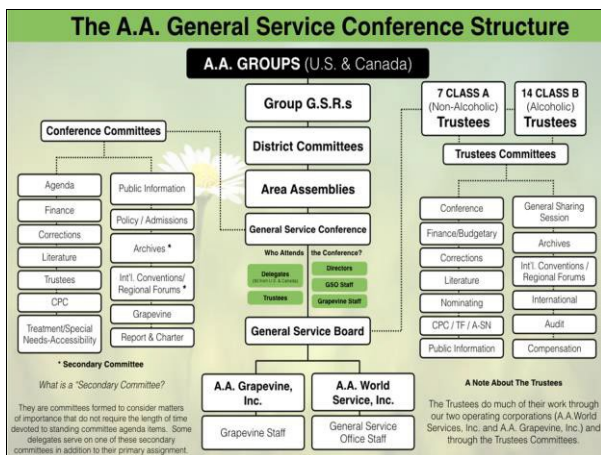 The A.A. General Service Conference Structure
A.A. GROUPS (U.S. & Canada)
Group G.S.R.s
District Committees
Area Assemblies
General Service Conference
Who Attends the Conference?
Delegates
Trustees
Directors
GSO Staff
Grapevine Staff
General Service Board
A.A. Grapevine,
Inc.
Grapevine Staff
A.A. World
Service, Inc.
General Service
Office Staff
Conference Committees
Agenda
Finance
Corrections
Literature
Trustees
CPC
Treatment/Special
Needs-Accessibility
Public Information
Policy / Admissions
Archives *
Int'l. Conventions/
Regional Forums *
Grapevine
Report & Charter
* Secondary Committee
What is a "Secondary Committee?
They are committees formed to consider matters
of importance that do not require the length of time
devoted to standing committee agenda items. Some
delegates serve on one of these secondary
committees in addition to their primary assignment.
7 CLASS A
(Non-Alcoholic)
Trustees
14 CLASS B
(Alcoholic)
Trustees
Trustees Committees
Conference
Finance/Budgetary
Corrections
Literature
Nominating
CPC / TF / A-SN
Public Information
General Sharing
Session
Archives
Int'l. Conventions /
Regional Forums
International
Audit
Compensation
A Note About The Trustees
The Trustees do much of their work through
our two operating corporations (A.A.World
Services, Inc. and A.A. Grapevine, Inc.) and
through the Trustees Committees.